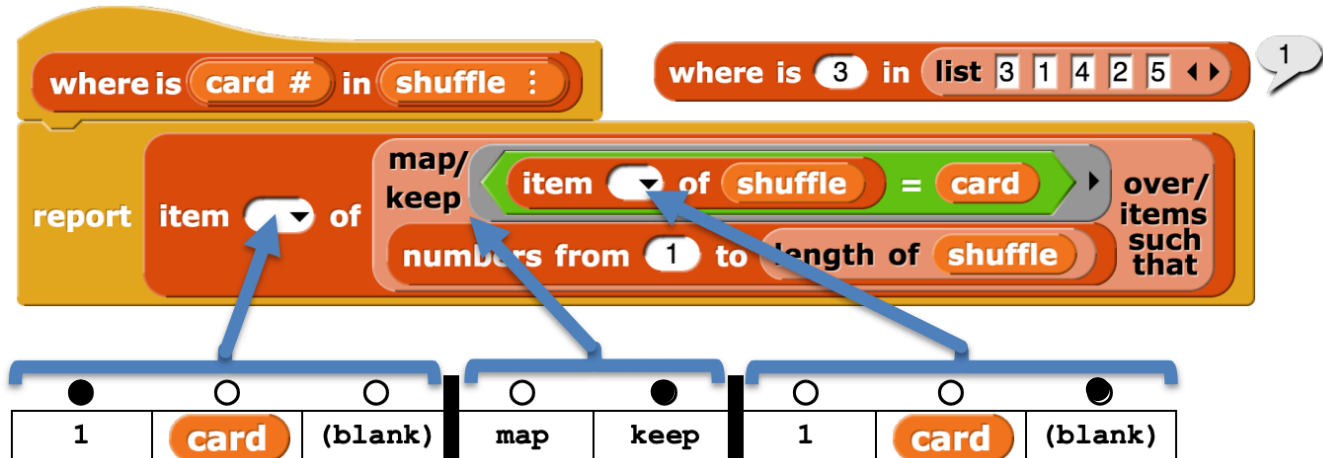 where is card # in shuffle ⋮
where is 3 in list 3 1 4 2 5
1
report item of map/ keep item of shuffle = card over/ items such that
numbers from 1 to length of shuffle
1 card (blank) map keep 1 card (blank)